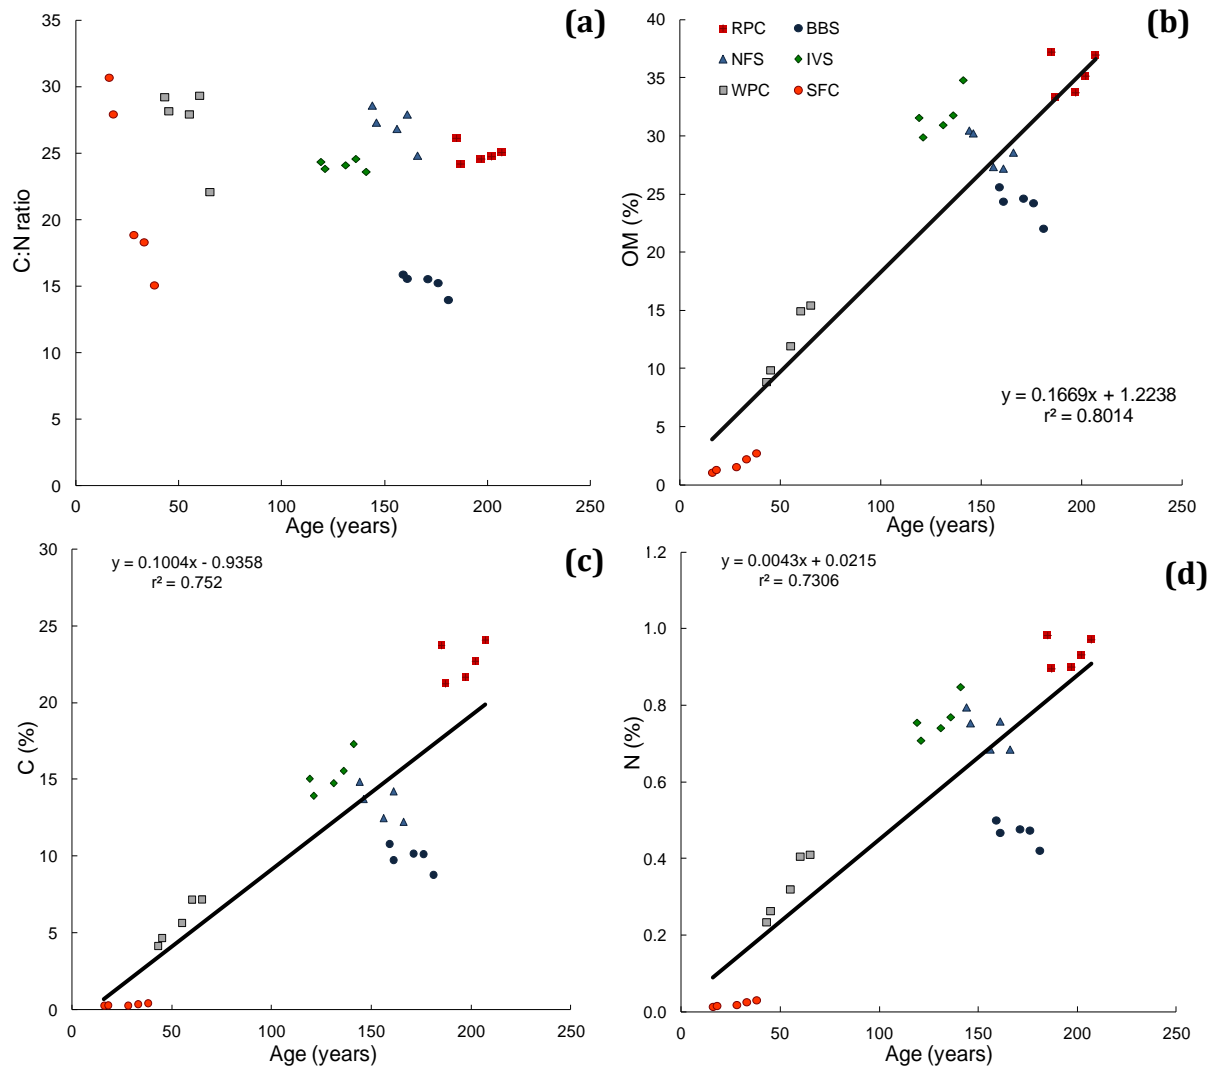 (a)
35
30
25
20
15
10
5
0
C:N ratio
0 50 100 150 200 250
Age (years)
(b)
RPC BBS
NFS IVS
WPC SFC
40
35
30
25
20
15
10
5
0
OM (%)
y = 0.1669x + 1.2238
r² = 0.8014
0 50 100 150 200 250
Age (years)
(c)
y = 0.1004x - 0.9358
r² = 0.752
30
25
20
15
10
5
0
C (%)
0 50 100 150 200 250
Age (years)
(d)
y = 0.0043x + 0.0215
r² = 0.7306
1.2
1.0
0.8
0.6
0.4
0.2
0.0
N (%)
0 50 100 150 200 250
Age (years)